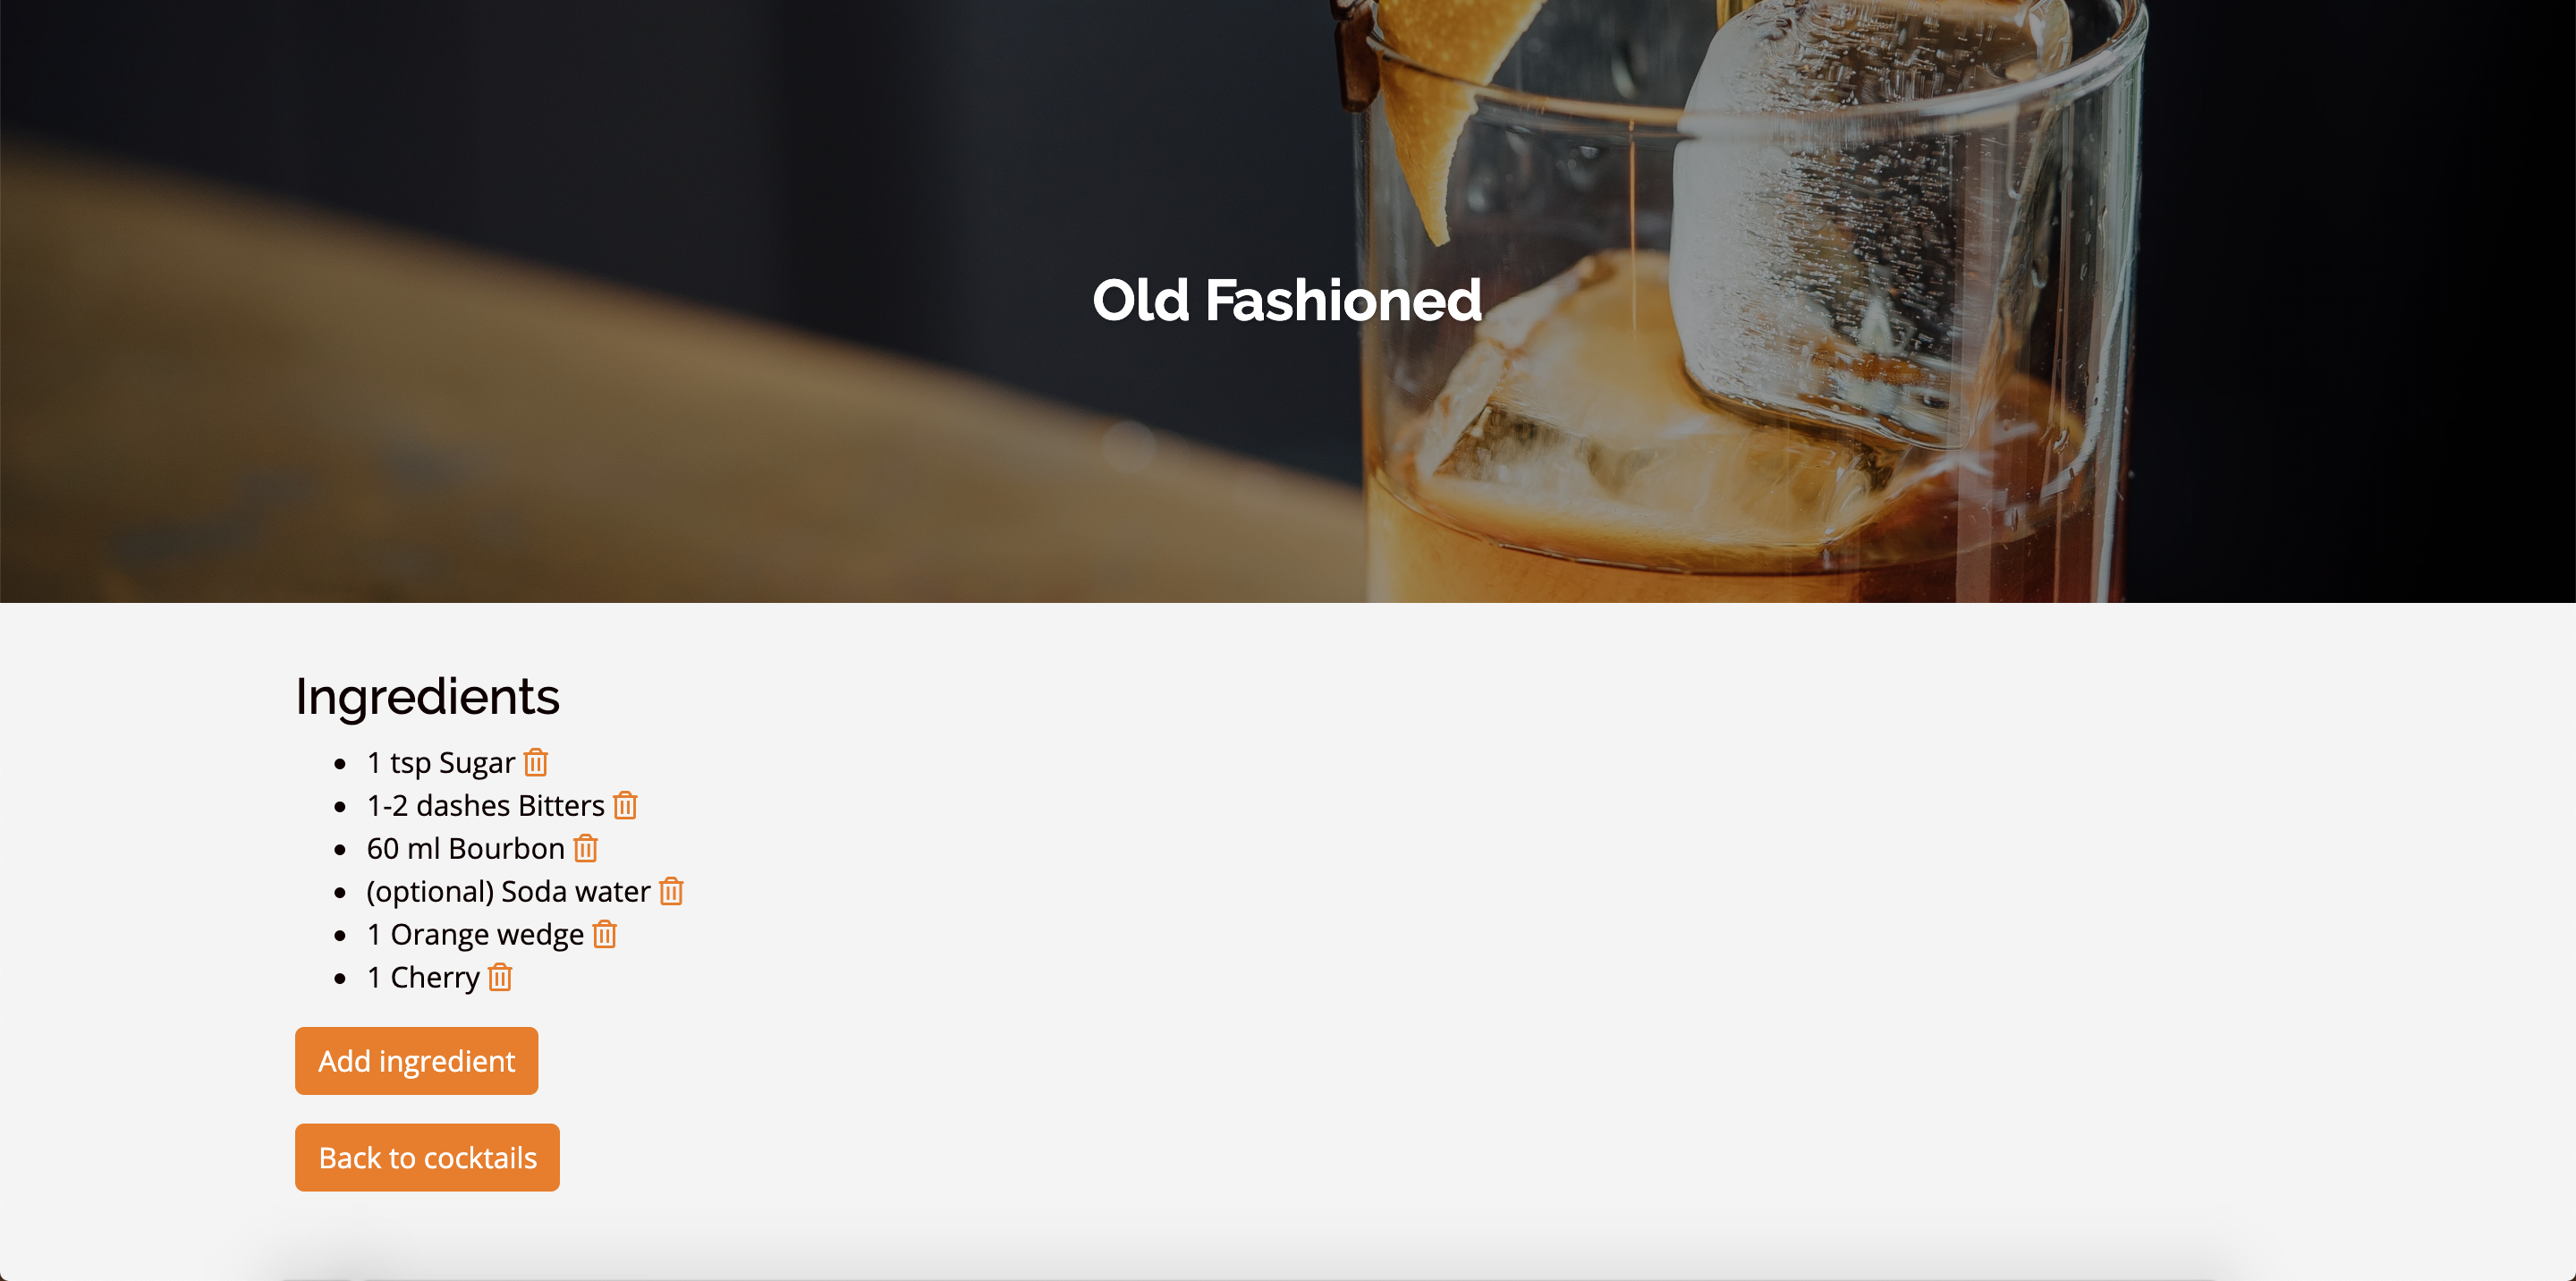 Old Fashioned
Ingredients
1 tsp Sugar
1-2 dashes Bitters
60 ml Bourbon
(optional) Soda water
1 Orange wedge
1 Cherry
Add ingredient
Back to cocktails